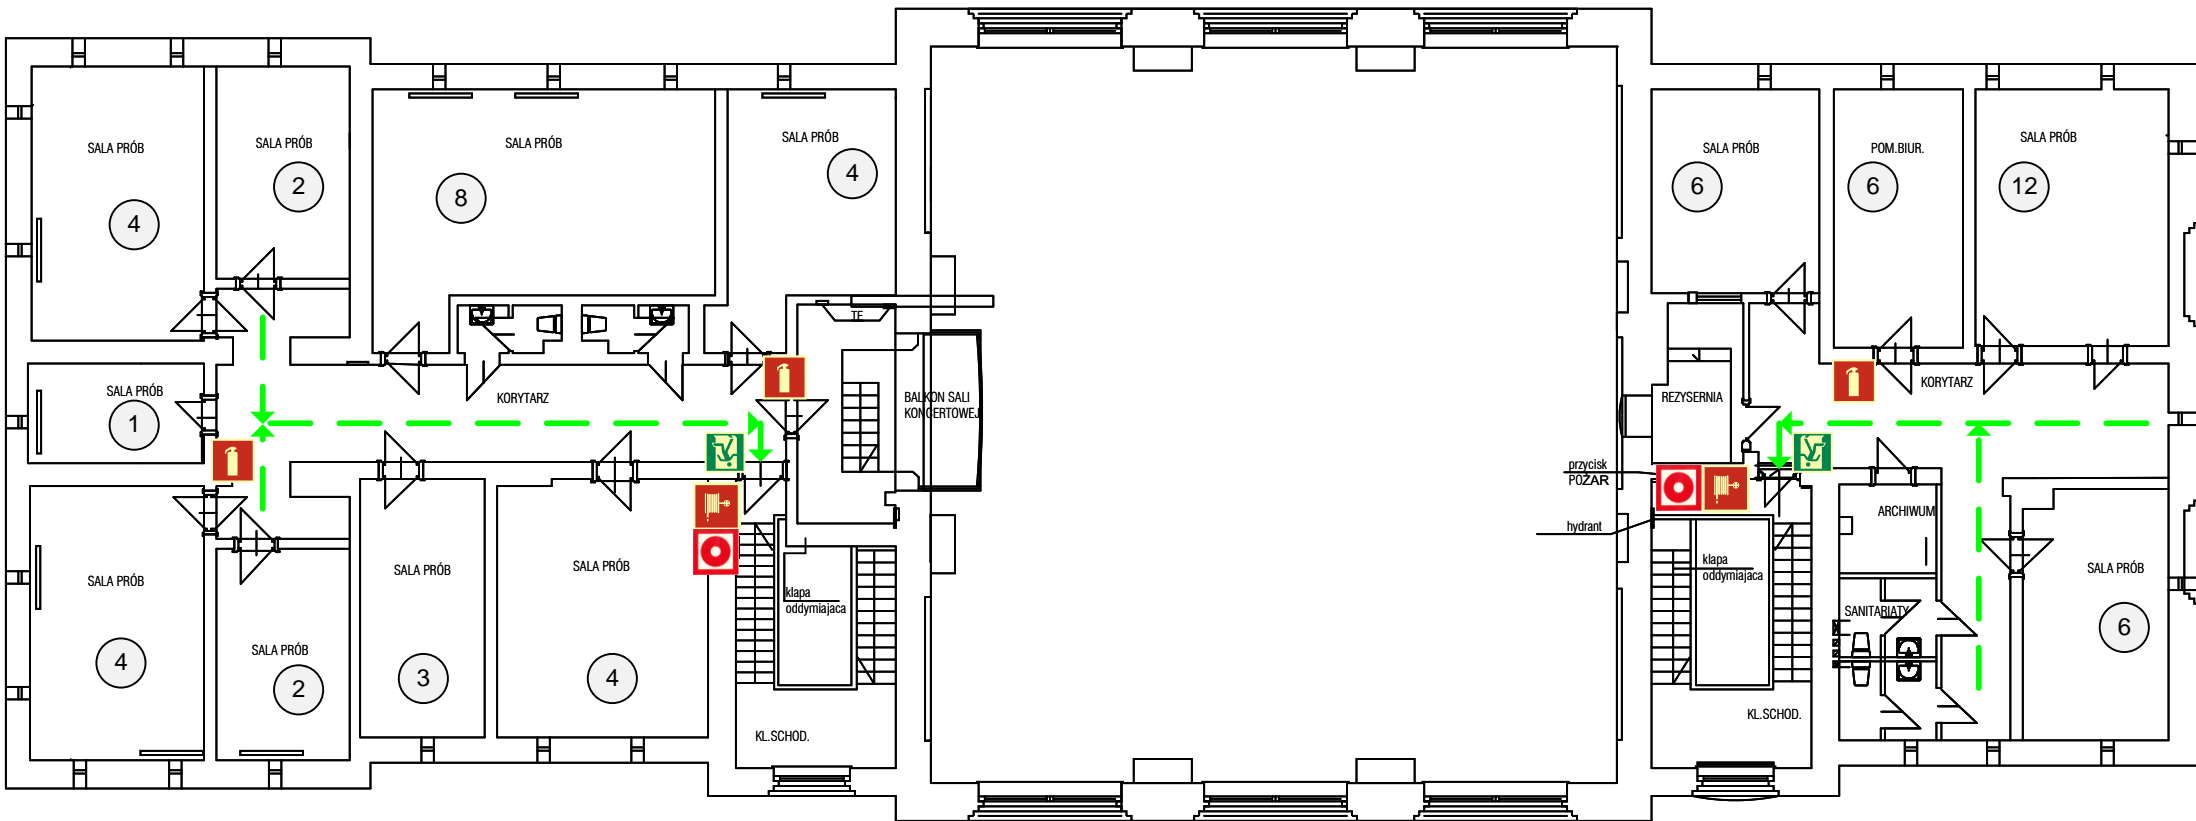 SALA PRÓB
4
SALA PRÓB
2
SALA PRÓB
8
SALA PRÓB
4
SALA PRÓB
6
POM.BIUR.
6
SALA PRÓB
12
TE
SALA PRÓB
1
KORYTARZ
BALKON SALI
KONCERTOWEJ
REZYSERNIA
KORYTARZ
przycisk
POŻAR
hydrant
ARCHIWUM
SALA PRÓB
4
SALA PRÓB
2
SALA PRÓB
3
SALA PRÓB
4
klapa
oddymiajaca
KL.SCHOD.
klapa
oddymiajaca
KL.SCHOD.
SANITARIATY
SALA PRÓB
6